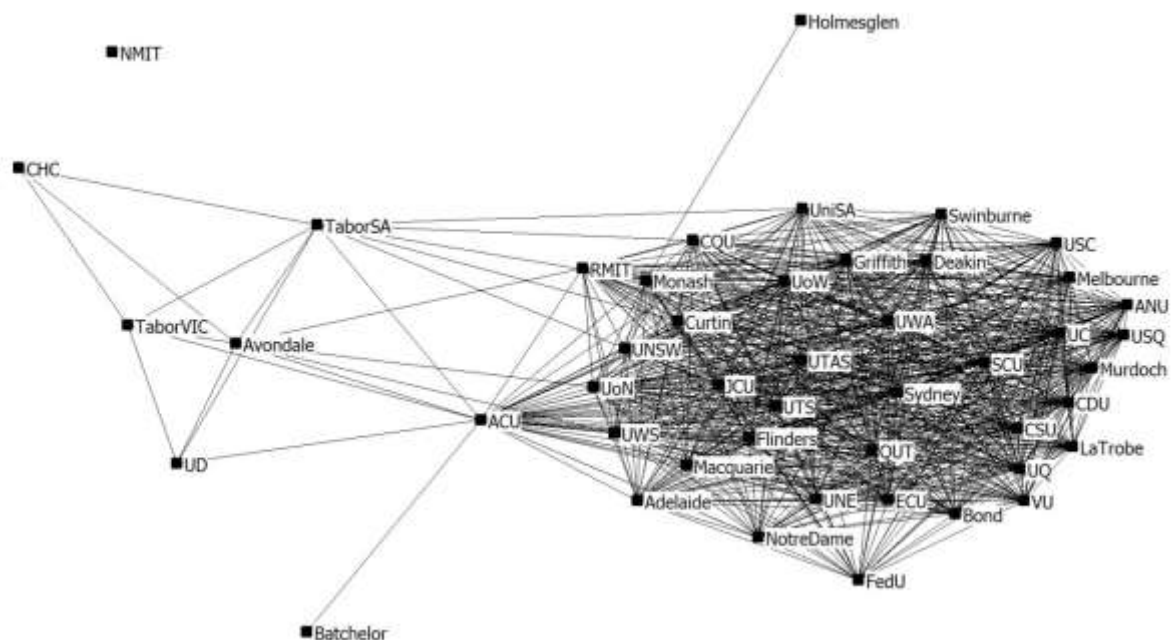 Holmesglen
NMIT
CHC
UniSA
Swinburne
TaborSA
CQU
USC
RMIT
Griffith
Deakin
Monash
UoW
Melbourne
ANU
TaborVIC
Curtin
UWA
UC
USQ
Avondale
UNSW
UTAS
SCU
Murdoch
UoN
JCU
Sydney
CDU
UTS
ACU
UWS
Flinders
CSU
LaTrobe
UD
Macquarie
QUT
UQ
Adelaide
UNE
ECU
VU
Bond
NotreDame
FedU
Batchelor